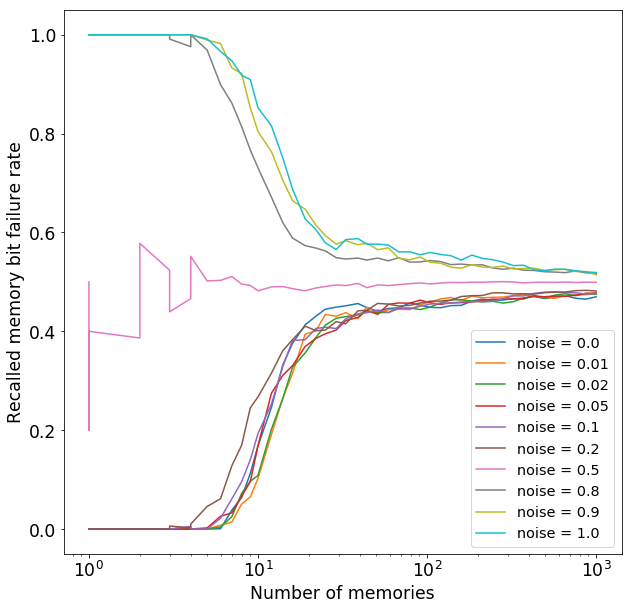 Recalled memory bit failure rate
1.0
0.8
0.6
0.4
0.2
0.0
noise = 0.0
noise = 0.01
noise = 0.02
noise = 0.05
noise = 0.1
noise = 0.2
noise = 0.5
noise = 0.8
noise = 0.9
noise = 1.0
10⁰ 10¹ 10² 10³
Number of memories